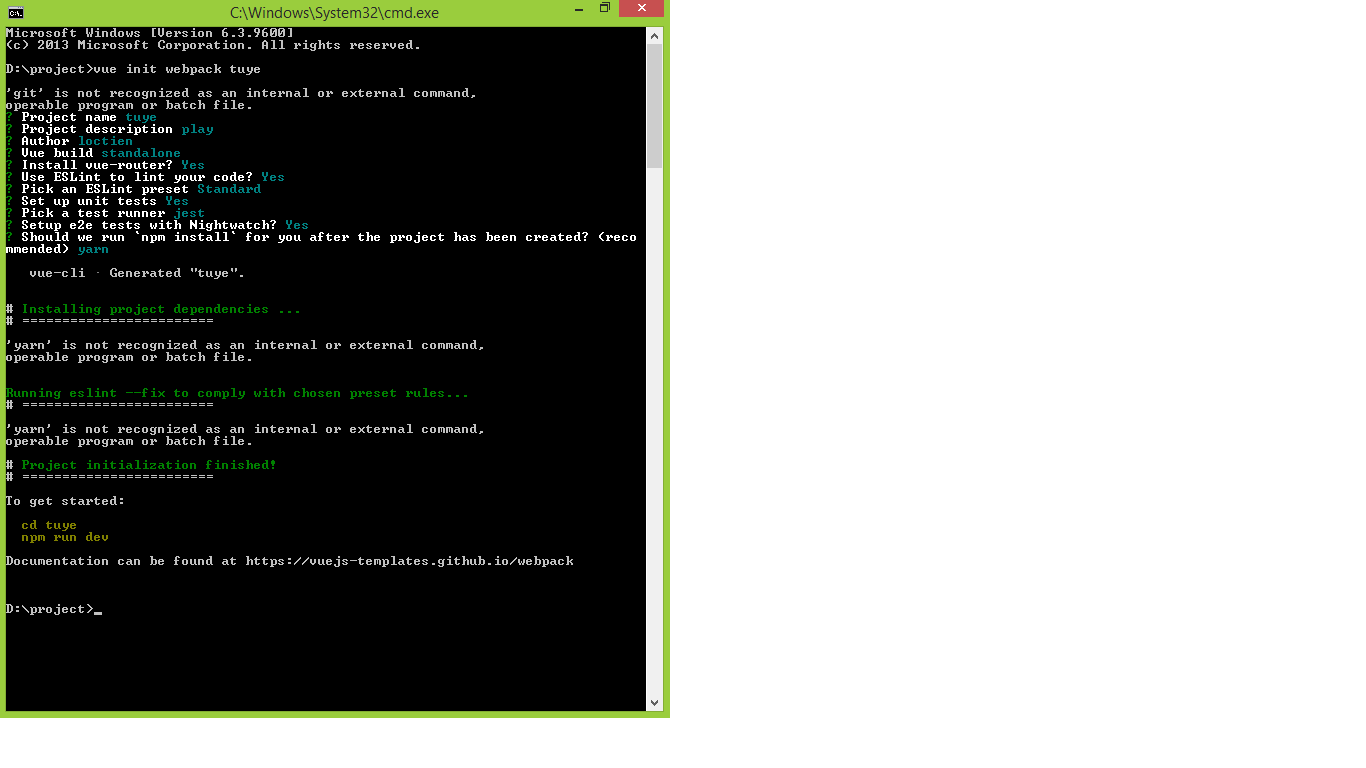 C:\Windows\System32\cmd.exe
Microsoft Windows [Version 6.3.9600]
(c) 2013 Microsoft Corporation. All rights reserved.
D:\project>vue init webpack tuye
'git' is not recognized as an internal or external command,
operable program or batch file.
? Project name tuye
? Project description play
? Author loctien
? Vue build standalone
? Install vue-router? Yes
? Use ESLint to lint your code? Yes
? Pick an ESLint preset Standard
? Set up unit tests Yes
? Pick a test runner jest
? Setup e2e tests with Nightwatch? Yes
? Should we run `npm install` for you after the project has been created? (reco
mmended) yarn
vue-cli · Generated "tuye".
# Installing project dependencies ...
# ========================
'yarn' is not recognized as an internal or external command,
operable program or batch file.
Running eslint --fix to comply with chosen preset rules...
# ========================
'yarn' is not recognized as an internal or external command,
operable program or batch file.
# Project initialization finished!
# ========================
To get started:
cd tuye
npm run dev
Documentation can be found at https://vuejs-templates.github.io/webpack
D:\project>_